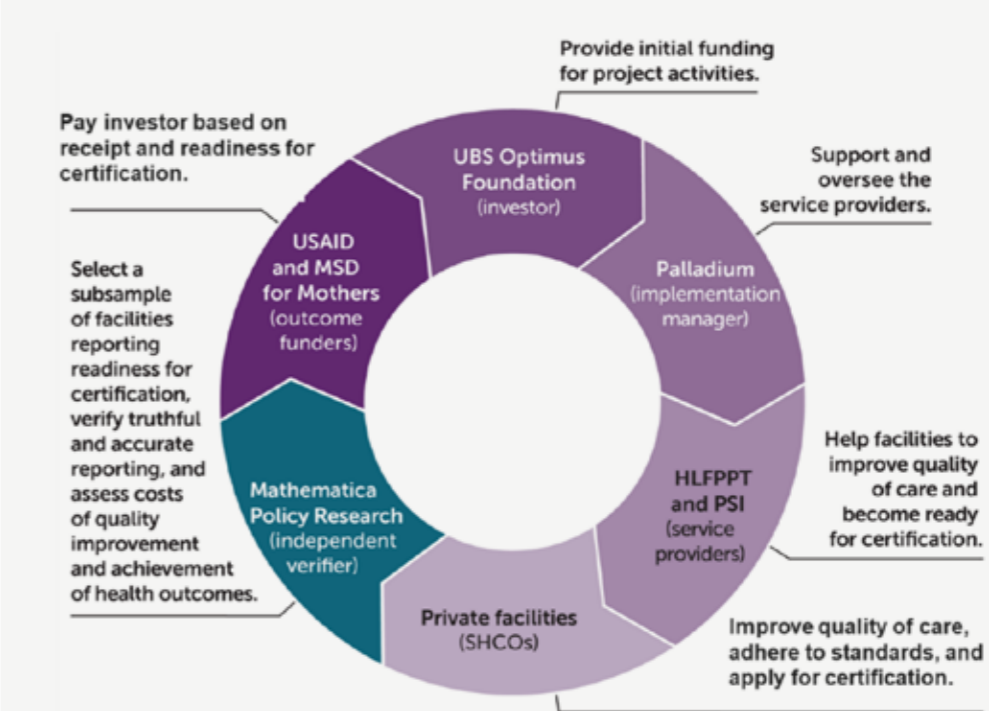 Provide initial funding
for project activities.
Pay investor based on
receipt and readiness for
certification.
UBS Optimus
Foundation
(investor)
Support and
oversee the
service providers.
USAID
and MSD
for Mothers
(outcome
funders)
Palladium
(implementation
manager)
Select a
subsample
of facilities
reporting
readiness for
certification,
verify truthful
and accurate
reporting, and
assess costs
of quality
improvement
and achievement
of health outcomes.
Mathematica
Policy Research
(independent
verifier)
HLFPPT
and PSI
(service
providers)
Help facilities to
improve quality
of care and
become ready
for certification.
Private facilities
(SHCOs)
Improve quality of care,
adhere to standards, and
apply for certification.